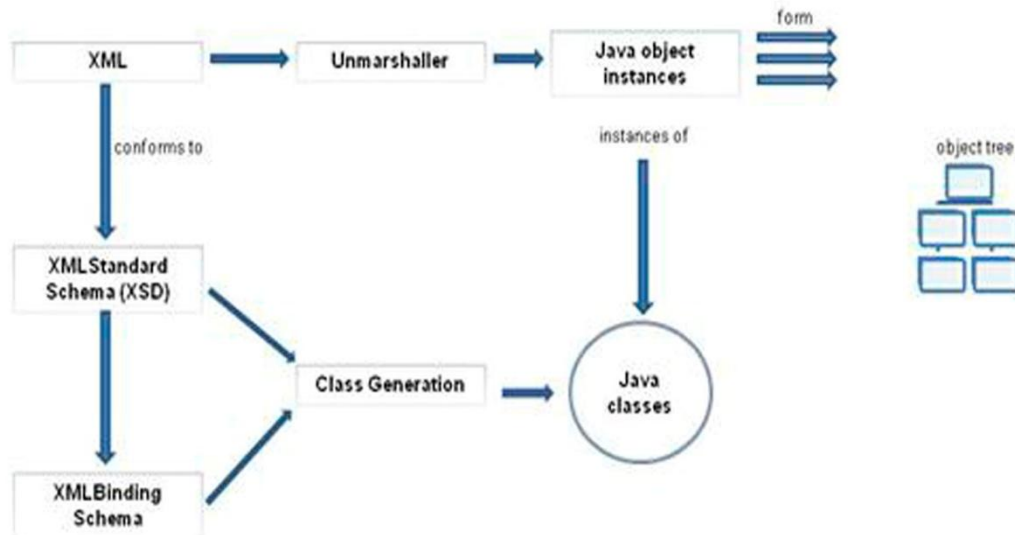 form
XML
Unmarshaller
Java object
instances
conforms to
instances of
object tree
XMLStandard
Schema (XSD)
Class Generation
Java
classes
XMLBinding
Schema